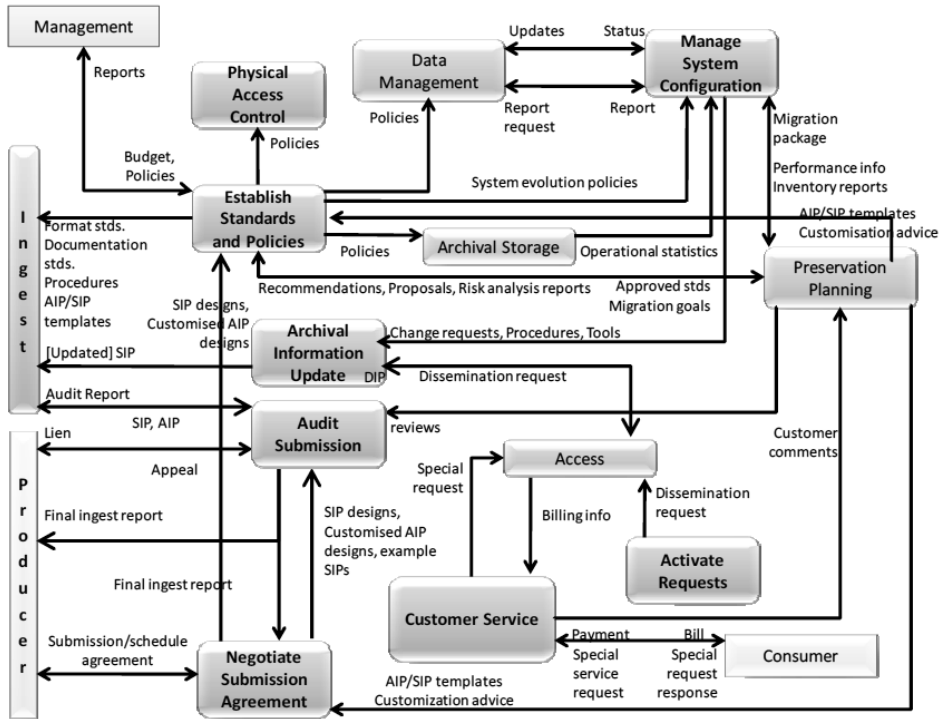 Management
Reports
Budget,
Policies
Physical
Access
Control
Policies
Data
Management
Policies
Updates
Status
Report
request
Report
Manage
System
Configuration
Migration
package
Performance info
Inventory reports
System evolution policies
Establish
Standards
and Policies
Policies
Archival Storage
Operational statistics
AIP/SIP templates
Customisation advice
Preservation
Planning
Ingest
Format stds.
Documentation
stds.
Procedures
AIP/SIP
templates
SIP designs,
Customised AIP
designs
Recommendations, Proposals, Risk analysis reports
Approved stds
Migration goals
Archival
Information
Update
Change requests, Procedures, Tools
[Updated] SIP
DIP
Dissemination request
Audit Report
SIP, AIP
Audit
Submission
reviews
Lien
Appeal
Producer
Final ingest report
Final ingest report
SIP designs,
Customised AIP
designs, example
SIPs
Special
request
Access
Billing info
Dissemination
request
Customer
comments
Activate
Requests
Customer Service
Payment
Special
service
request
Bill
Special
request
response
Consumer
Submission/schedule
agreement
Negotiate
Submission
Agreement
AIP/SIP templates
Customization advice